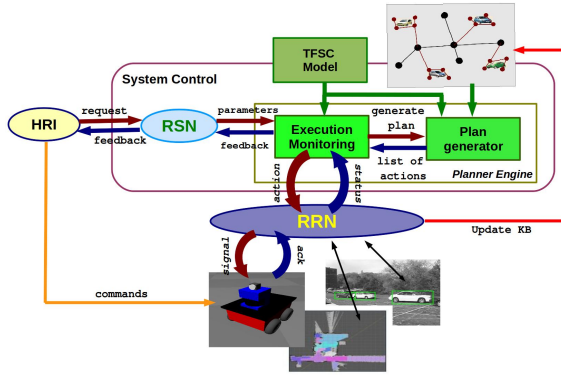 TFSC
Model
System Control
request
parameters
generate
plan
HRI
RSN
Execution
Monitoring
Plan
generator
feedback
feedback
list of
actions
Planner Engine
action
status
RRN
Update KB
signal
ack
commands